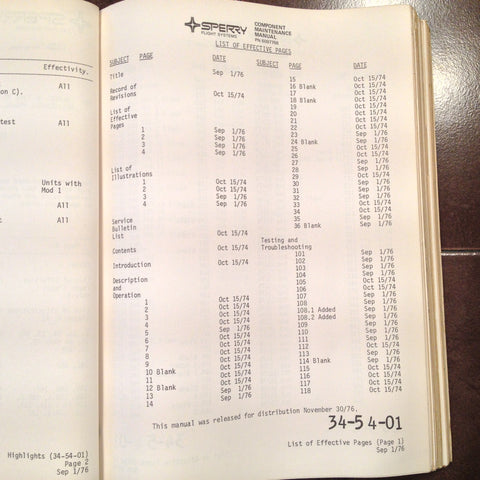 Effectivity.
All
on C).
test
All
Units with
Mod 1
All
All
Highlights (34-54-01)
Page 2
Sep 1/76
SPERRY
FLIGHT SYSTEMS
COMPONENT
MAINTENANCE
MANUAL
LIST OF EFFECTIVE PAGES
SUBJECT PAGE DATE
Title Sep 1/76
Record of
Revisions Oct 15/74
List of
Effective
Pages
1 Sep 1/76
2 Sep 1/76
3 Sep 1/76
4 Sep 1/76
List of
Illustrations
1 Oct 15/74
2 Oct 15/74
3 Sep 1/76
4 Sep 1/76
Service
Bulletin
List Oct 15/74
Contents Oct 15/74
Introduction Oct 15/74
Description
and
Operation
1 Oct 15/74
2 Oct 15/74
3 Oct 15/74
4 Oct 15/74
5 Sep 1/76
6 Oct 15/74
7 Oct 15/74
8 Oct 15/74
9 Oct 15/74
10 Blank Oct 15/74
11 Oct 15/74
12 Blank Oct 15/74
13 Sep 1/76
14 Oct 15/74
SUBJECT PAGE DATE
15 Oct 15/74
16 Blank Oct 15/74
17 Oct 15/74
18 Blank Oct 15/74
19 Oct 15/74
20 Oct 15/74
21 Oct 15/74
22 Oct 15/74
23 Sep 1/76
24 Blank Sep 1/76
25 Oct 15/74
26 Sep 1/76
27 Sep 1/76
28 Oct 15/74
29 Oct 15/74
30 Sep 1/76
31 Sep 1/76
32 Sep 1/76
33 Oct 15/74
34 Oct 15/74
35 Sep 1/76
36 Blank Sep 1/76
Testing and
Troubleshooting
101 Sep 1/76
102 Sep 1/76
103 Sep 1/76
104 Oct 15/74
105 Oct 15/74
106 Oct 15/74
107 Sep 1/76
108 Sep 1/76
108.1 Added Sep 1/76
108.2 Added Sep 1/76
109 Sep 1/76
110 Sep 1/76
111 Sep 1/76
112 Sep 1/76
113 Sep 1/76
114 Blank Sep 1/76
115 Oct 15/74
116 Oct 15/74
117 Oct 15/74
118 Oct 15/74
This manual was released for distribution November 30/76.
34-54-01
List of Effective Pages (Page 1)
Sep 1/76